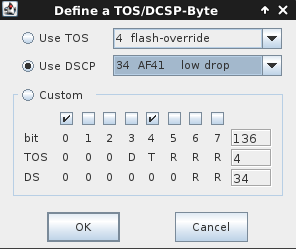 Define a TOS/DCSP-Byte
Use TOS 4 flash-override
Use DSCP 34 AF41 low drop
Custom
bit 0 1 2 3 4 5 6 7 136
TOS 0 0 0 D T R R R 4
DS 0 0 0 0 0 0 R R 34
OK Cancel